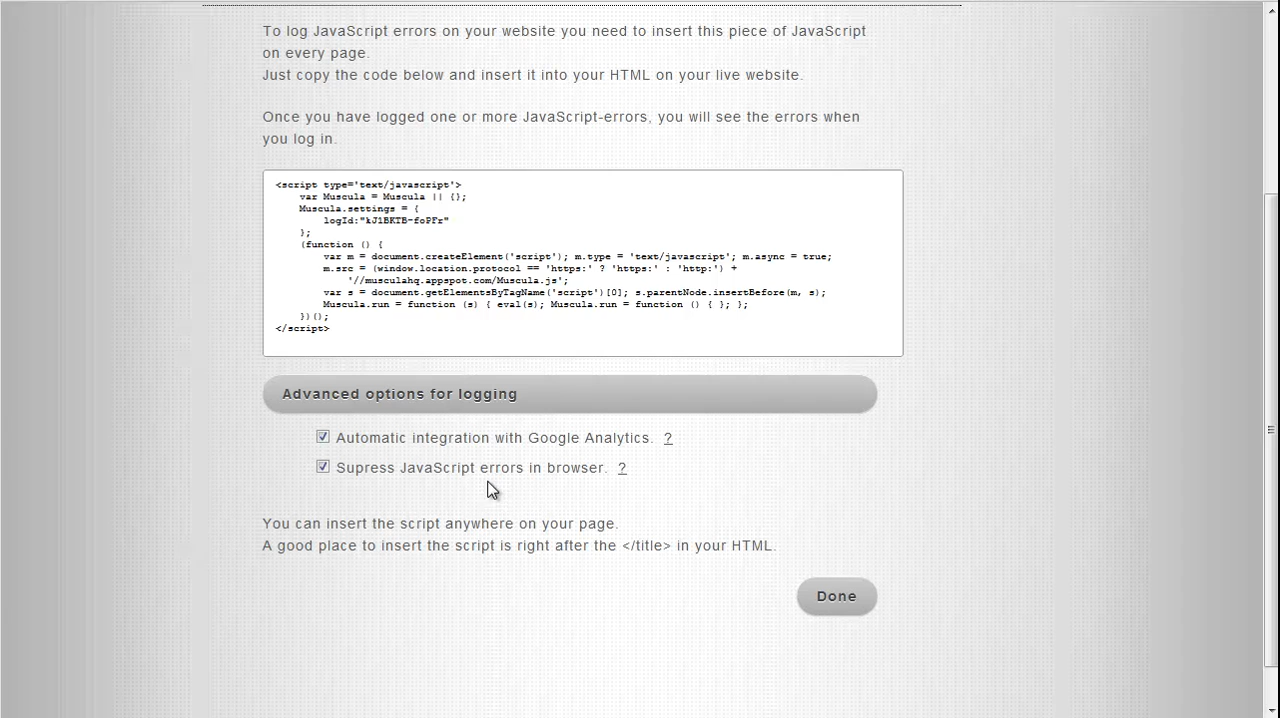 To log JavaScript errors on your website you need to insert this piece of JavaScript
on every page.
Just copy the code below and insert it into your HTML on your live website.
Once you have logged one or more JavaScript-errors, you will see the errors when
you log in.
<script type='text/javascript'>
var Muscula = Muscula || {};
Muscula.settings = {
logId:"kJ1BKTB-foPFr"
};
(function () {
var m = document.createElement('script'); m.type = 'text/javascript'; m.async = true;
m.src = (window.location.protocol == 'https:' ? 'https:' : 'http:') +
'//musculahq.appspot.com/Muscula.js';
var s = document.getElementsByTagName('script')[0]; s.parentNode.insertBefore(m, s);
Muscula.run = function (s) { eval(s); Muscula.run = function () { }; };
})();
</script>
Advanced options for logging
Automatic integration with Google Analytics. ?
Supress JavaScript errors in browser. ?
You can insert the script anywhere on your page.
A good place to insert the script is right after the </title> in your HTML.
Done